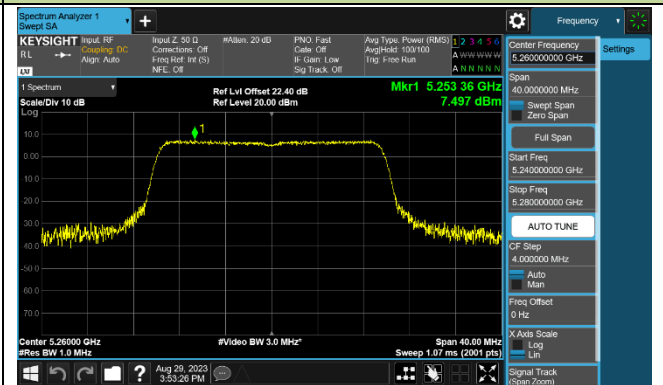 Spectrum Analyzer 1
Swept SA
Frequency
KEYSIGHT
RL
LXI
Input: RF
Coupling: DC
Align: Auto
Input Z: 50 Ω
Corrections: Off
Freq Ref: Int (S)
NFE: Off
#Atten: 20 dB
PNO: Fast
Gate: Off
IF Gain: Low
Sig Track: Off
Avg Type: Power (RMS)
Avg|Hold: 100/100
Trig: Free Run
1 2 3 4 5 6
A W W W W W
A N N N N N
1 Spectrum
Scale/Div 10 dB
Ref Lvl Offset 22.40 dB
Ref Level 20.00 dBm
Mkr1 5.253 36 GHz
7.497 dBm
Log
1
10.0
0.00
10.0
20.0
30.0
40.0
-50.0
60.0
70.0
Center 5.26000 GHz
#Res BW 1.0 MHz
#Video BW 3.0 MHz*
Span 40.00 MHz
Sweep 1.07 ms (2001 pts)
Aug 29, 2023
3:53:26 PM
Center Frequency
5.260000000 GHz
Settings
Span
40.0000000 MHz
Swept Span
Zero Span
Full Span
Start Freq
5.240000000 GHz
Stop Freq
5.280000000 GHz
AUTO TUNE
CF Step
4.000000 MHz
Auto
Man
Freq Offset
0 Hz
X Axis Scale
Log
Lin
Signal Track
(Span Zoom)